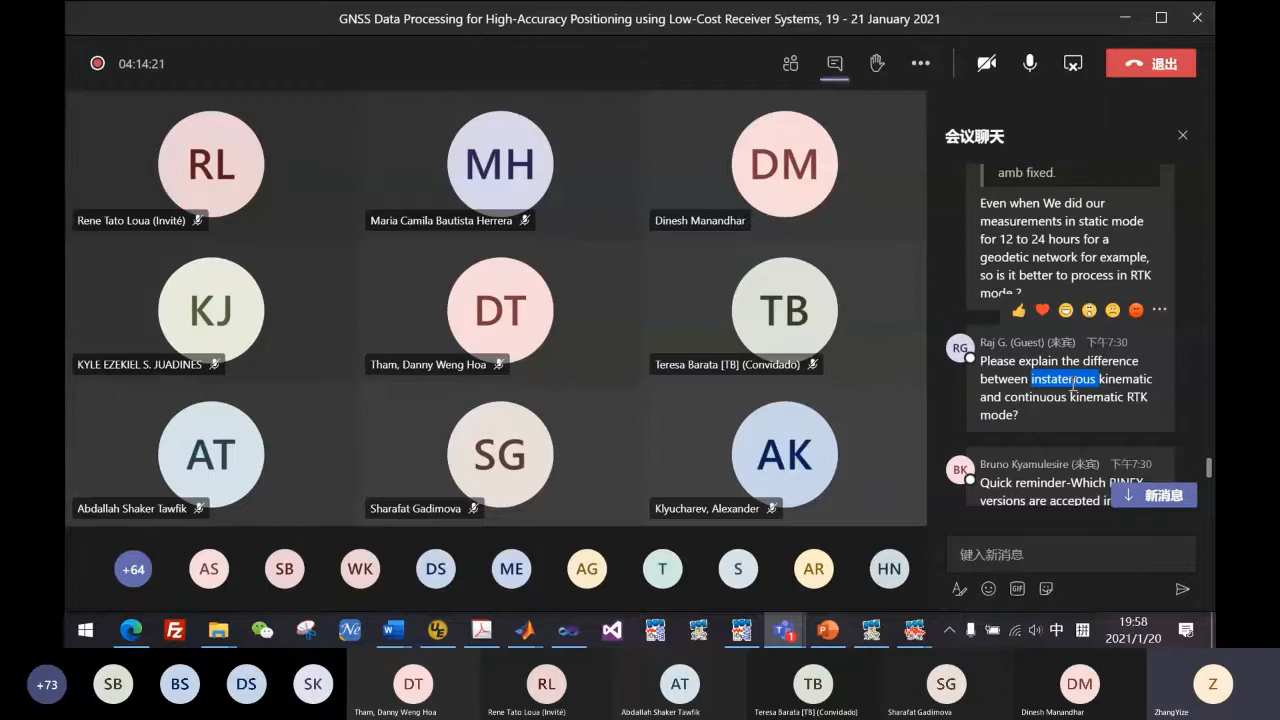 GNSS Data Processing for High-Accuracy Positioning using Low-Cost Receiver Systems, 19 - 21 January 2021
04:14:21
退出
RL
Rene Tato Loua (Invité)
MH
Maria Camila Bautista Herrera
DM
Dinesh Manandhar
KJ
KYLE EZEKIEL S. JUADINES
DT
Tham, Danny Weng Hoa
TB
Teresa Barata [TB] (Convidado)
AT
Abdallah Shaker Tawfik
SG
Sharafat Gadimova
AK
Klyucharev, Alexander
+64
AS
SB
WK
DS
ME
AG
T
S
AR
HN
会议聊天
amb fixed.
Even when We did our
measurements in static mode
for 12 to 24 hours for a
geodetic network for example,
so is it better to process in RTK
mode ?
RG
Raj G. (Guest) (来宾) 下午7:30
Please explain the difference
between instaterious kinematic
and continuous kinematic RTK
mode?
BK
Bruno Kyamulesire (来宾) 下午7:30
Quick reminder-Which RINEX
versions are accepted in
新消息
键入新消息
GIF
中
拼
19:58
2021/1/20
+73
SB
BS
DS
SK
DT
Tham, Danny Weng Hoa
RL
Rene Tato Loua (Invité)
AT
Abdallah Shaker Tawfik
TB
Teresa Barata [TB] (Convidado)
SG
Sharafat Gadimova
DM
Dinesh Manandhar
Z
ZhangYize